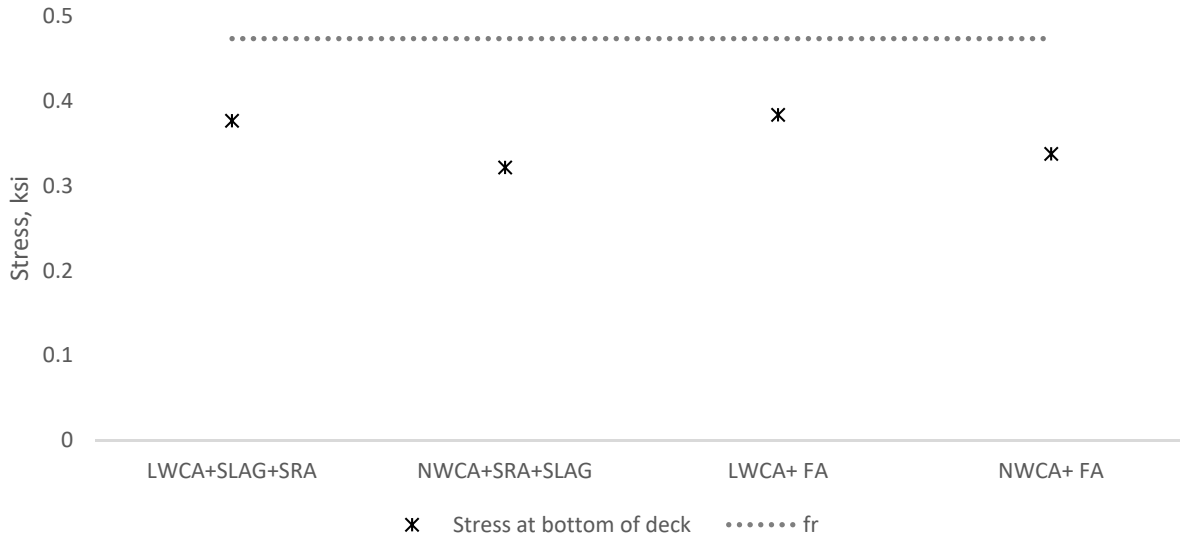 0.5
0.4
0.3
0.2
0.1
0
Stress, ksi
LWCA+SLAG+SRA NWCA+SRA+SLAG LWCA+ FA NWCA+ FA
Stress at bottom of deck fr